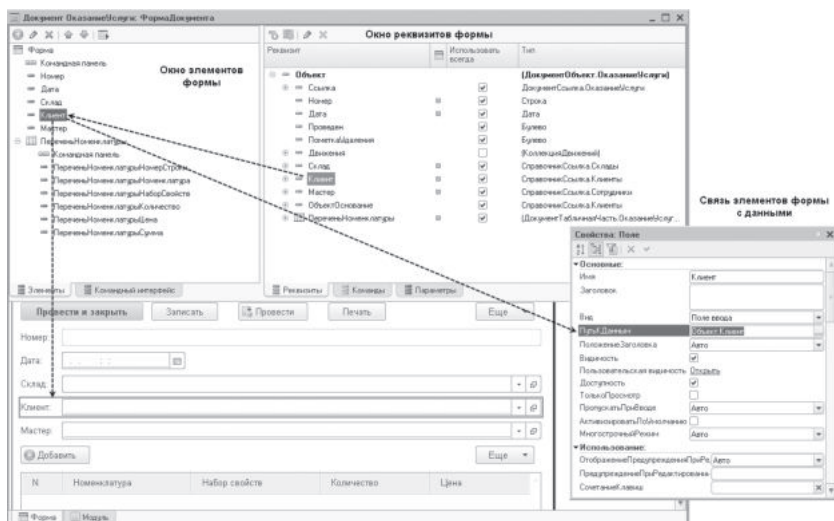 Документ ОказаниеУслуги: ФормаДокумента
Окно реквизитов формы
Окно элементов формы
Форма
Командная панель
Номер
Дата
Склад
Клиент
Мастер
ПереченьНоменклатуры
Командная панель
ПереченьНоменклатурыНомерСтроки
ПереченьНоменклатурыНоменклатура
ПереченьНоменклатурыНаборСвойств
ПереченьНоменклатурыКоличество
ПереченьНоменклатурыЦена
ПереченьНоменклатурыСумма
Элементы Командный интерфейс
Реквизит Использовать всегда Тип
Объект (ДокументОбъект.ОказаниеУслуги)
Ссылка ДокументСсылка.ОказаниеУслуги
Номер Строка
Дата Дата
Проведен Булево
ПометкаУдаления Булево
Движения (КоллекцияДвижений)
Склад СправочникСсылка.Склады
Клиент СправочникСсылка.Клиенты
Мастер СправочникСсылка.Сотрудники
ОбъектОснование СправочникСсылка.Клиенты
ПереченьНоменклатуры (ДокументТабличнаяЧасть.ОказаниеУслуг...
Реквизиты Команды Параметры
Связь элементов формы с данными
Провести и закрыть Записать Провести Печать Еще
Номер:
Дата: . . : :
Склад:
Клиент:
Мастер:
Добавить Еще
N Номенклатура Набор свойств Количество Цена
Форма Модуль
Свойства: Поле
Основные:
Имя Клиент
Заголовок
Вид Поле ввода
ПутьКДанным Объект.Клиент
ПоложениеЗаголовка Авто
Видимость
Пользовательская видимость Открыть
Доступность
ТолькоПросмотр
ПропускатьПриВводе Авто
АктивизироватьПоУмолчанию
МногострочныйРежим Авто
Использование:
ОтображениеПредупрежденияПриРе Авто
ПредупреждениеПриРедактировани
СочетаниеКлавиш